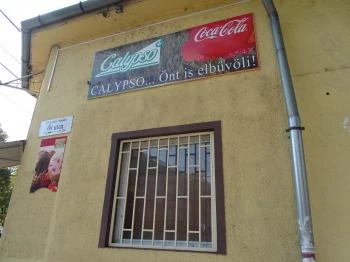 Calypso
Coca-Cola
CALYPSO... Önt is elbűvöli!